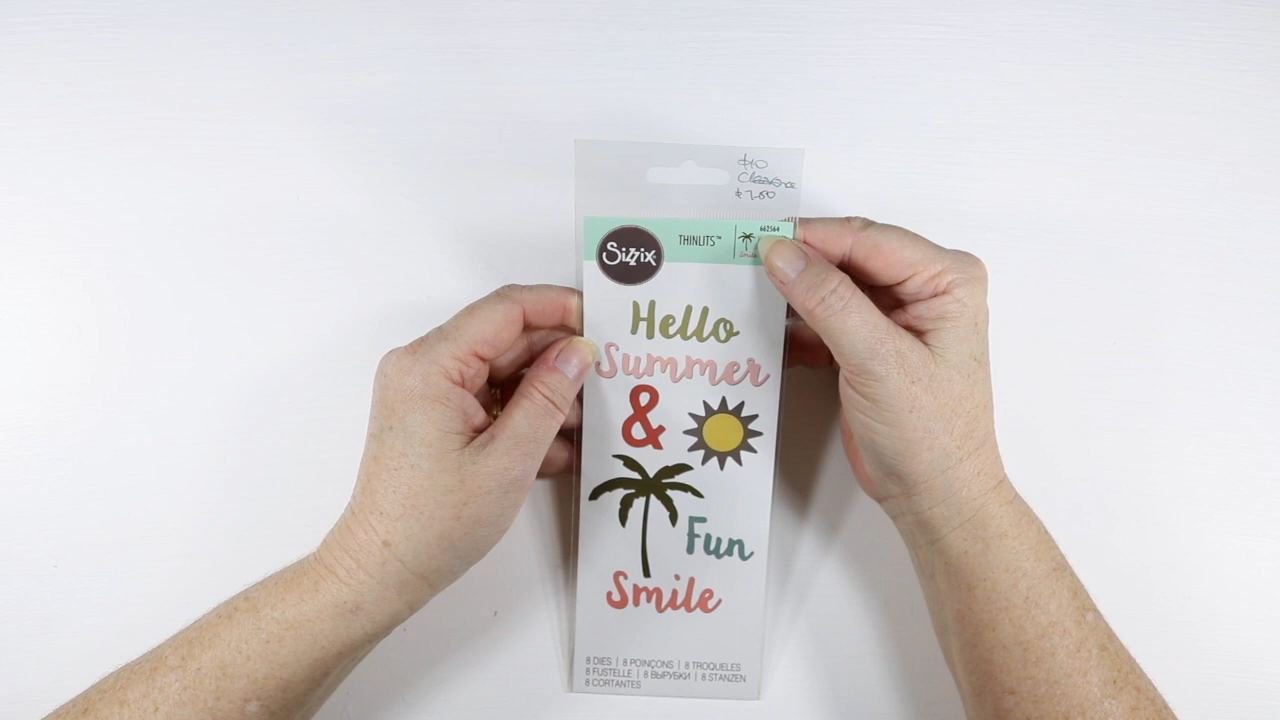 $10
Clearance
$7.50
Sizzix
THINLITS™
662564
Smile
Hello
Summer
&
Fun
Smile
8 DIES | 8 POINÇONS | 8 TROQUELES
8 FUSTELLE | 8 ВЫРУБКИ | 8 STANZEN
8 CORTANTES